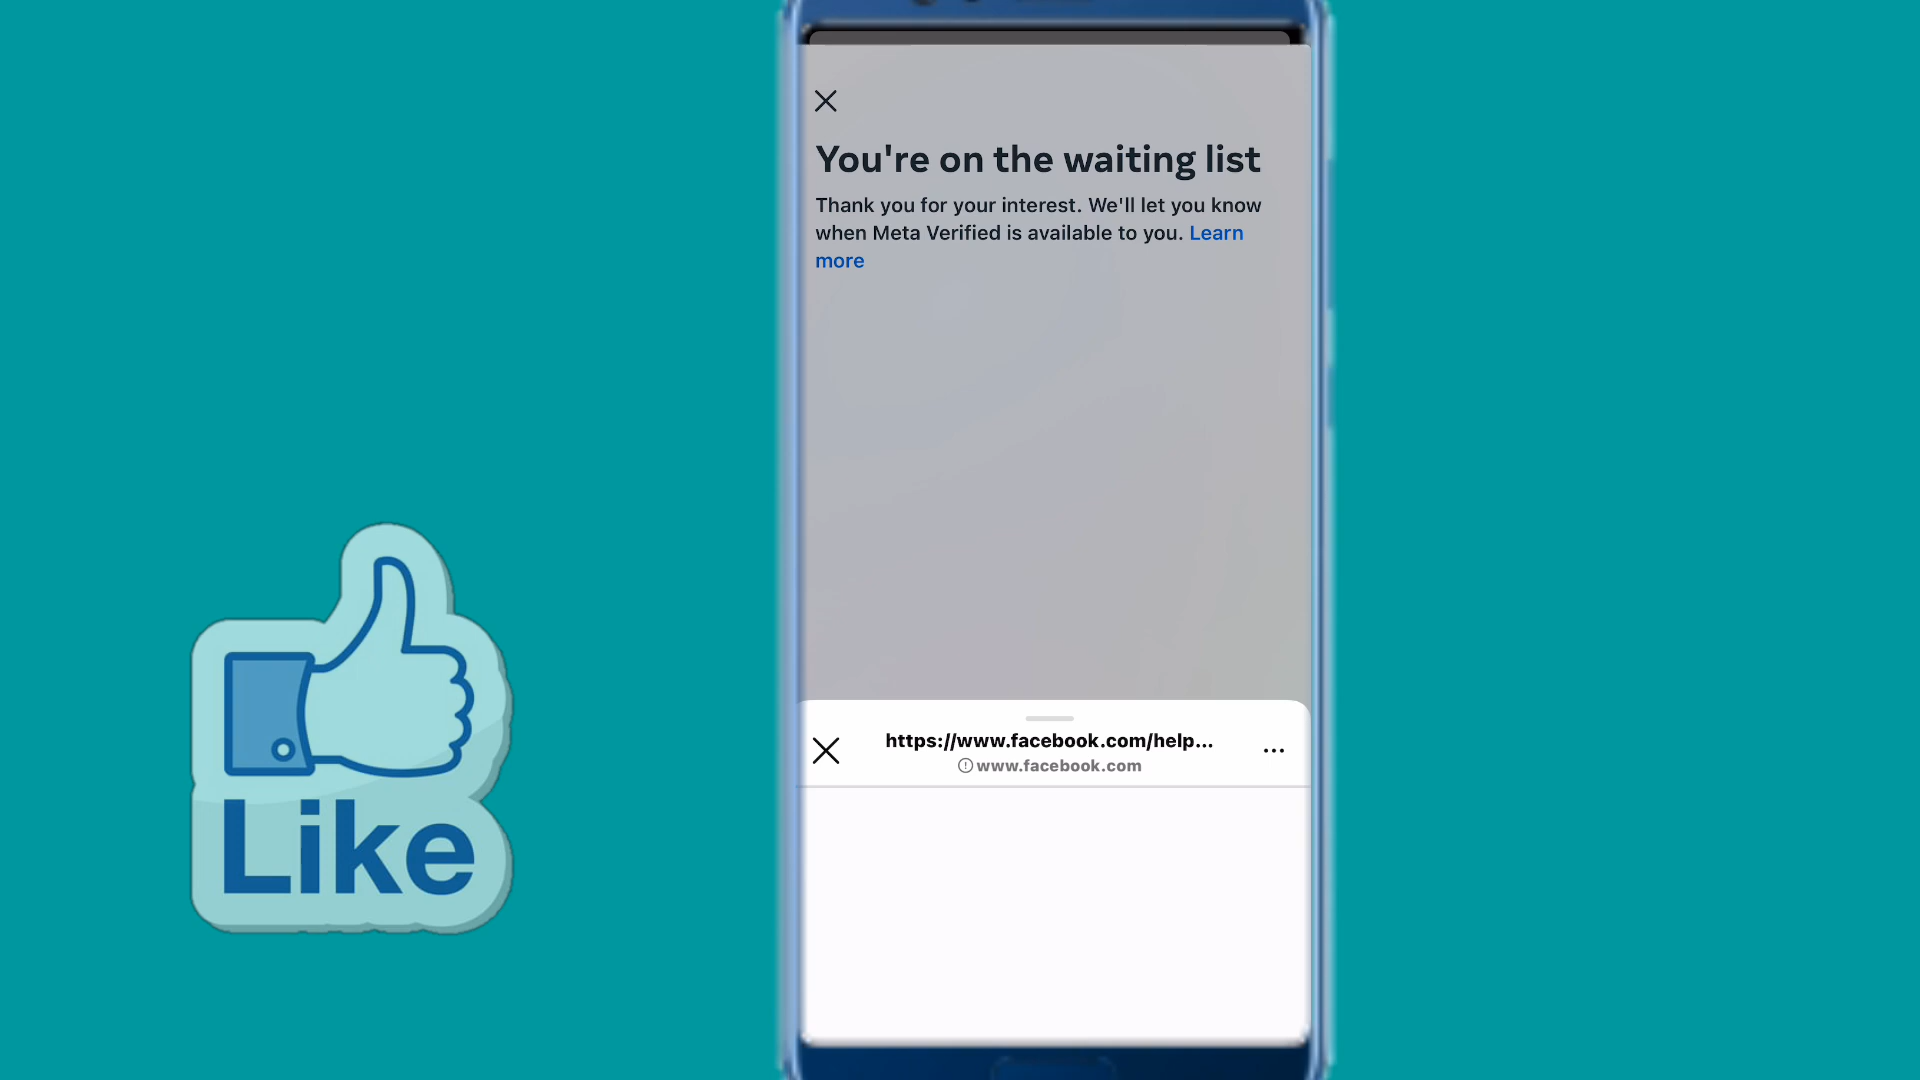 You're on the waiting list
Thank you for your interest. We'll let you know
when Meta Verified is available to you. Learn
more
https://www.facebook.com/help...
www.facebook.com
Like